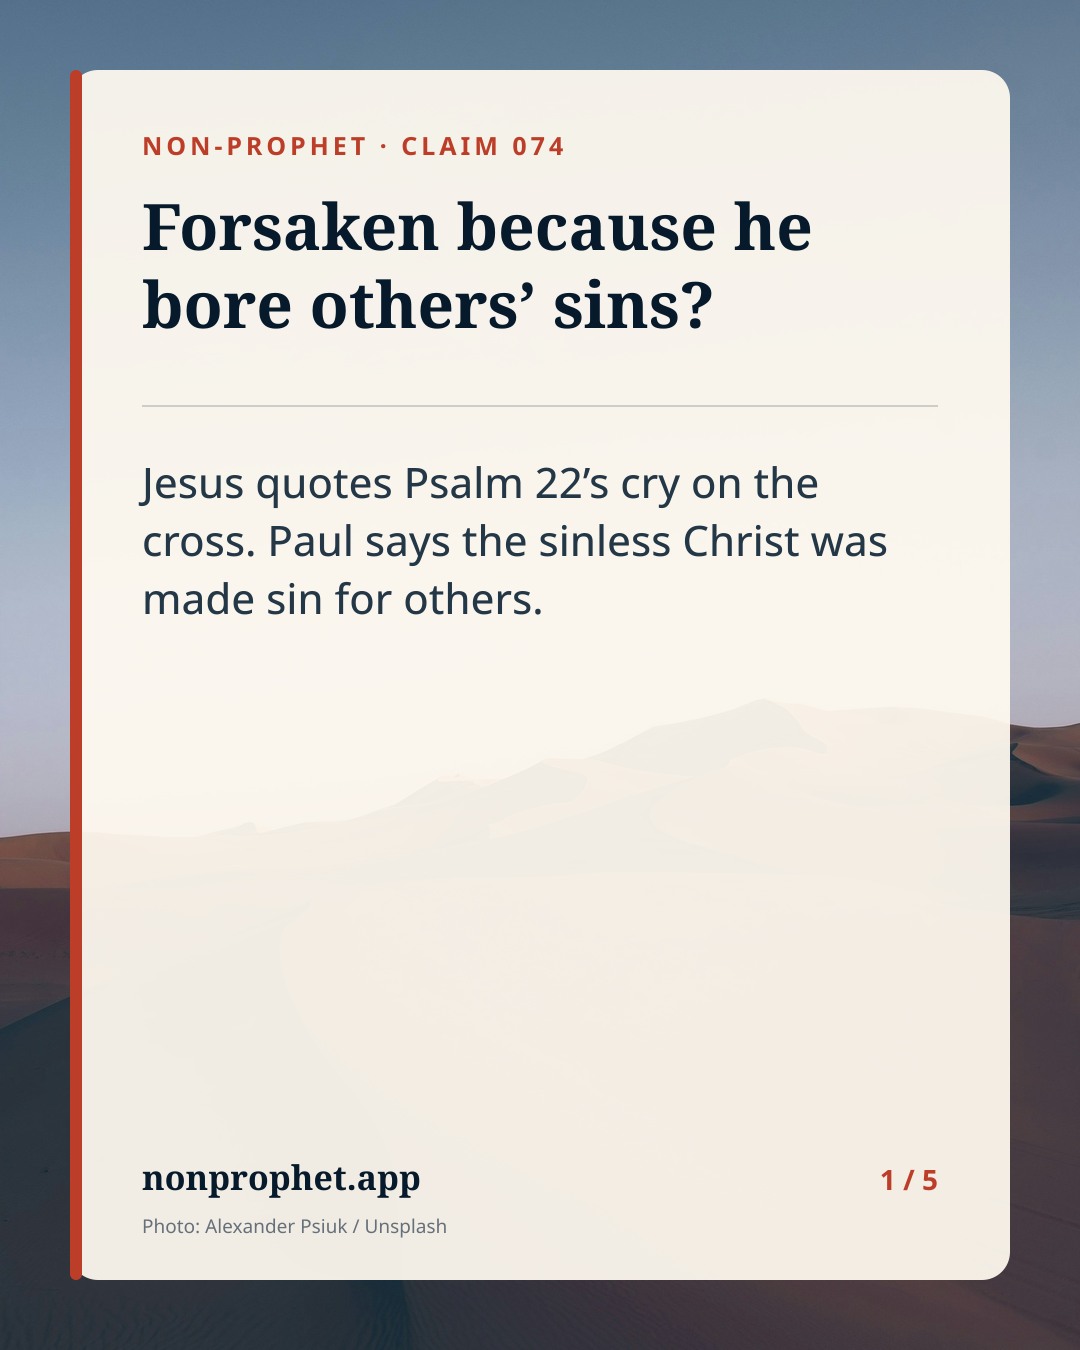 NON-PROPHET · CLAIM 074
Forsaken because he
bore others’ sins?
Jesus quotes Psalm 22’s cry on the
cross. Paul says the sinless Christ was
made sin for others.
nonprophet.app
1 / 5
Photo: Alexander Psiuk / Unsplash